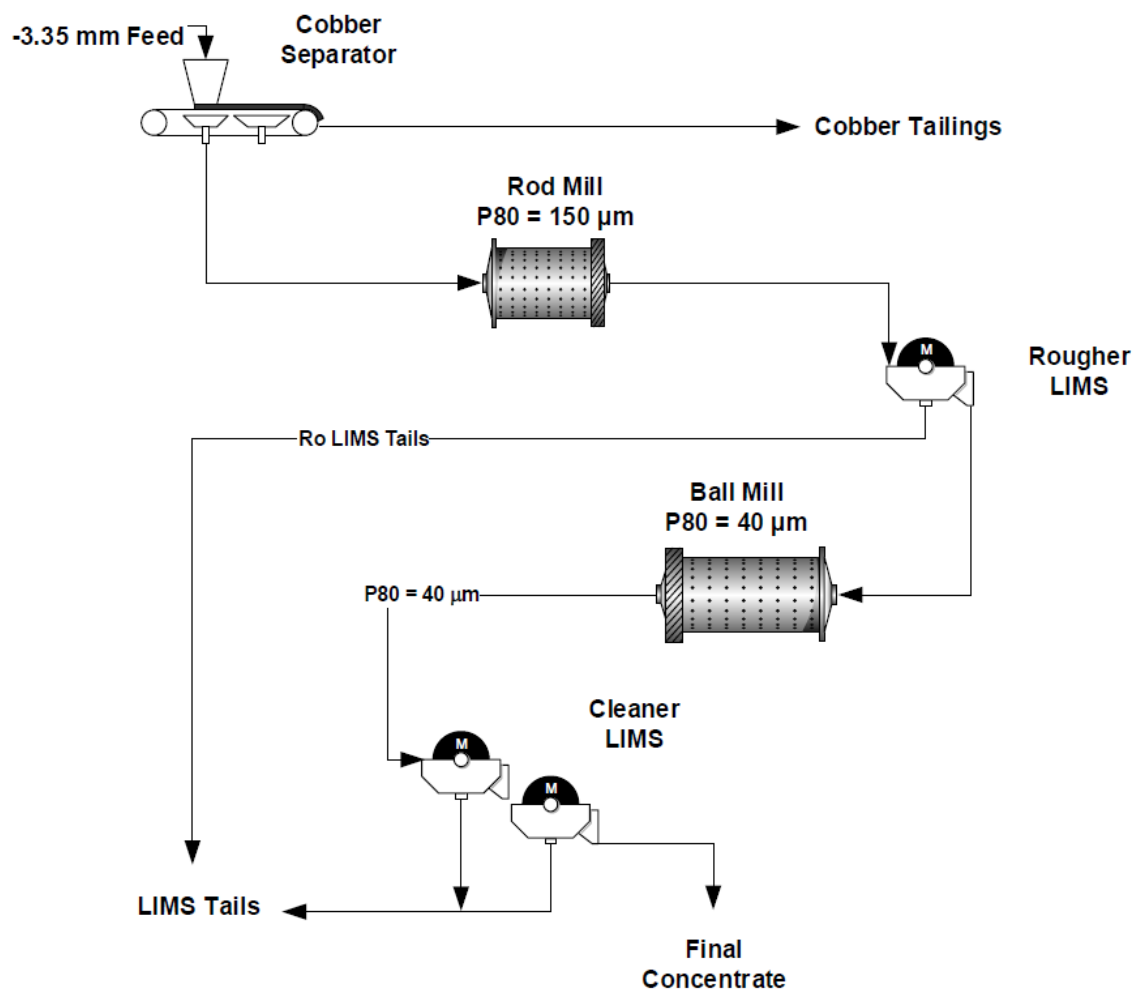 -3.35 mm Feed
Cobber
Separator
Cobber Tailings
Rod Mill
P80 = 150 µm
M
Rougher
LIMS
Ro LIMS Tails
Ball Mill
P80 = 40 µm
P80 = 40 µm
Cleaner
LIMS
M
M
LIMS Tails
Final
Concentrate